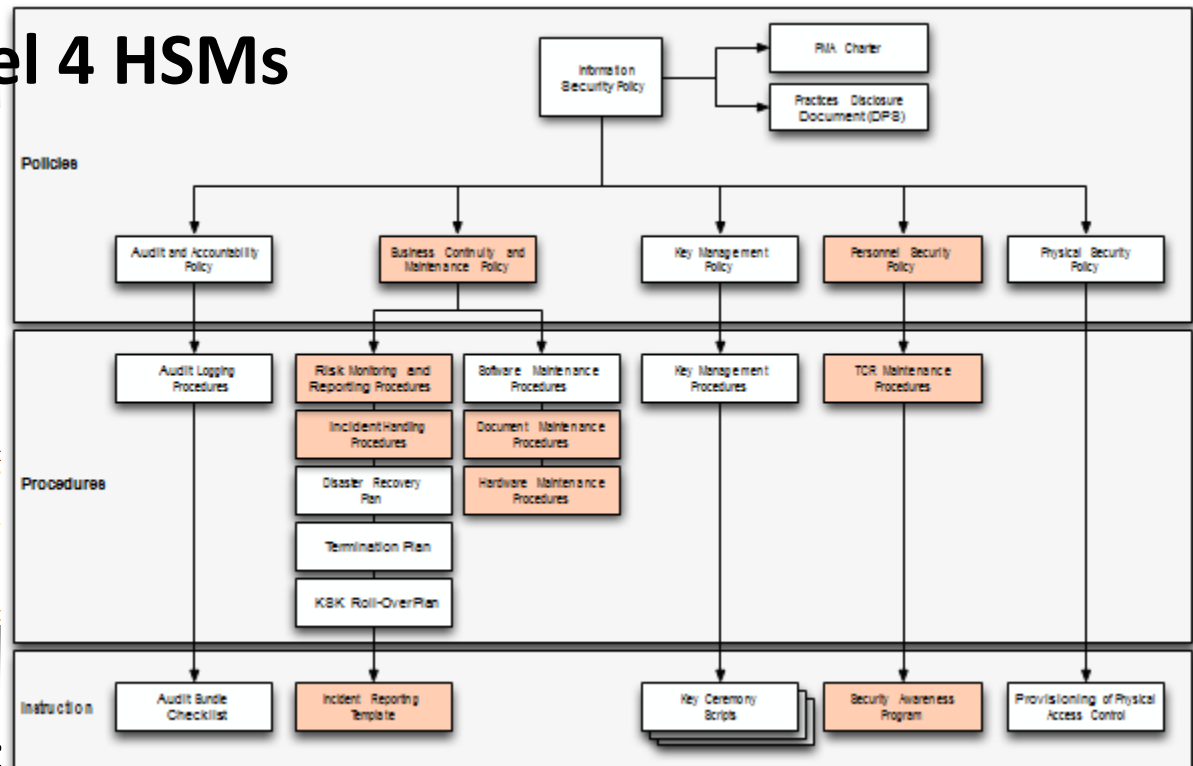 el 4 HSMs
Information
Security Policy
PMA Charter
Practices Disclosure
Document (DPS)
Policies
Audit and Accountability
Policy
Business Continuity and
Maintenance Policy
Key Management
Policy
Personnel Security
Policy
Physical Security
Policy
Audit Logging
Procedures
Risk Monitoring and
Reporting Procedures
Software Maintenance
Procedures
Key Management
Procedures
TCR Maintenance
Procedures
Incident Handling
Procedures
Document Maintenance
Procedures
Procedures
Disaster Recovery
Plan
Hardware Maintenance
Procedures
Termination Plan
KSK Roll-Over Plan
Instruction
Audit Bundle
Checklist
Incident Reporting
Template
Key Ceremony
Scripts
Security Awareness
Program
Provisioning of Physical
Access Control